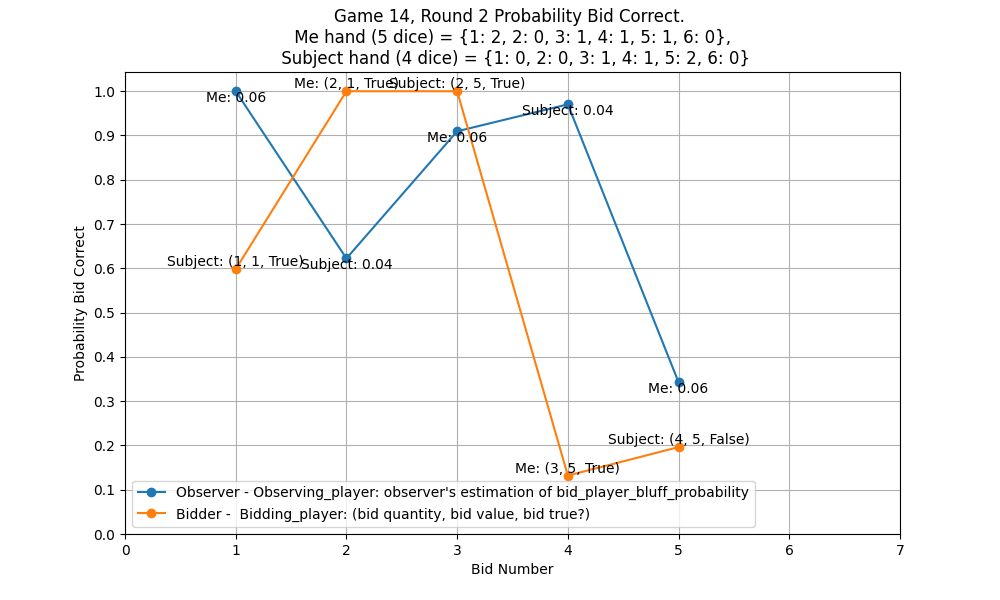 Game 14, Round 2 Probability Bid Correct.
Me hand (5 dice) = {1: 2, 2: 0, 3: 1, 4: 1, 5: 1, 6: 0},
Subject hand (4 dice) = {1: 0, 2: 0, 3: 1, 4: 1, 5: 2, 6: 0}
Probability Bid Correct
1.0
0.9
0.8
0.7
0.6
0.5
0.4
0.3
0.2
0.1
0.0
Me: 0.06
Me: (2, 1, True)
Subject: (2, 5, True)
Subject: 0.04
Me: 0.06
Subject: (1, 1, True)
Subject: 0.04
Me: 0.06
Subject: (4, 5, False)
Me: (3, 5, True)
Observer - Observing_player: observer's estimation of bid_player_bluff_probability
Bidder -  Bidding_player: (bid quantity, bid value, bid true?)
0 1 2 3 4 5 6 7
Bid Number